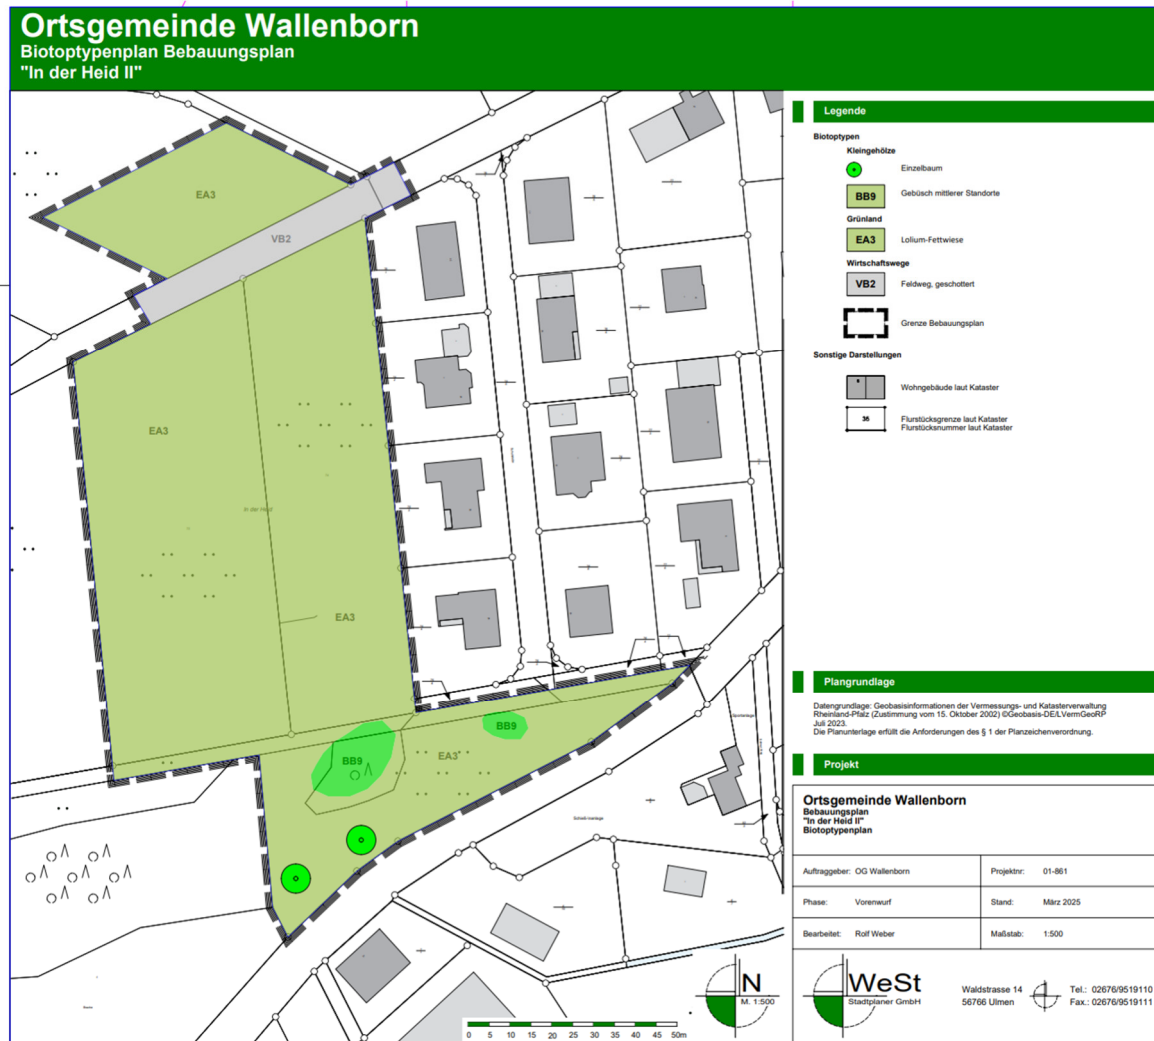 Ortsgemeinde Wallenborn
Biotoptypenplan Bebauungsplan
"In der Heid II"
EA3
VB2
EA3
In der Heid
EA3
BB9
BB9
EA3
Schießanlage
N
M. 1:500
0 5 10 15 20 25 30 35 40 45 50m
Legende
Biotoptypen
Kleingehölze
Einzelbaum
BB9 Gebüsch mittlerer Standorte
Grünland
EA3 Lolium-Fettwiese
Wirtschaftswege
VB2 Feldweg, geschottert
Grenze Bebauungsplan
Sonstige Darstellungen
Wohngebäude laut Kataster
36 Flurstücksgrenze laut Kataster
Flurstücksnummer laut Kataster
Plangrundlage
Datengrundlage: Geobasisinformationen der Vermessungs- und Katasterverwaltung
Rheinland-Pfalz (Zustimmung vom 15. Oktober 2002) ©Geobasis-DE/LVermGeoRP
Juli 2023.
Die Planunterlage erfüllt die Anforderungen des § 1 der Planzeichenverordnung.
Projekt
Ortsgemeinde Wallenborn
Bebauungsplan
"In der Heid II"
Biotoptypenplan
Auftraggeber: OG Wallenborn Projektnr: 01-861
Phase: Vorenwurf Stand: März 2025
Bearbeitet: Rolf Weber Maßstab: 1:500
WeSt
Stadtplaner GmbH
Waldstrasse 14
56766 Ulmen
Tel.: 02676/9519110
Fax.: 02676/9519111